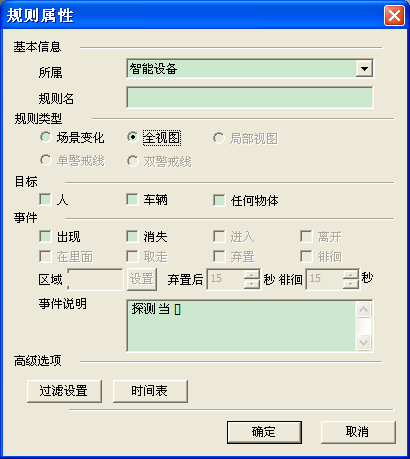 规则属性
基本信息
所属 智能设备
规则名
规则类型
场景变化 全视图 局部视图
单警戒线 双警戒线
目标
人 车辆 任何物体
事件
出现 消失 进入 离开
在里面 取走 弃置 徘徊
区域 设置 弃置后 15 秒 徘徊 15 秒
事件说明 探测 当 []
高级选项
过滤设置 时间表
确定 取消